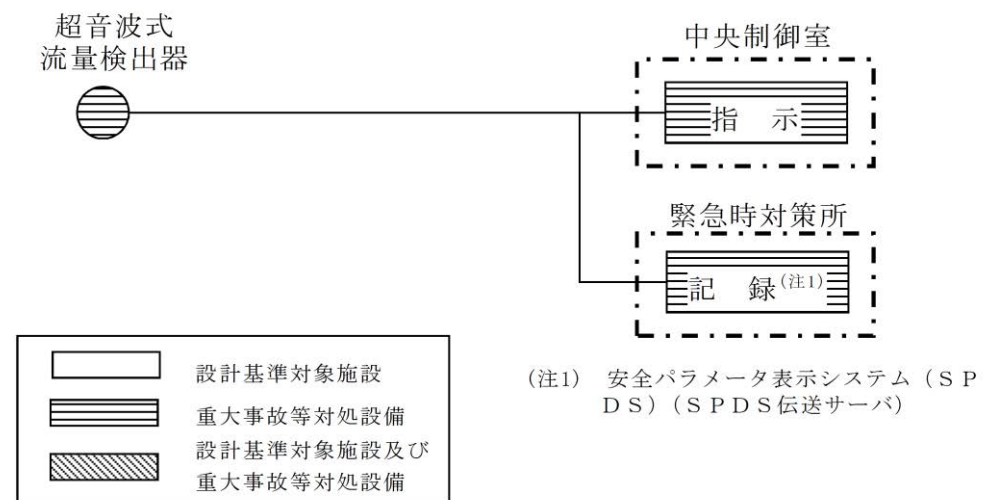 超音波式
流量検出器
中央制御室
指　示
緊急時対策所
記　録(注1)
設計基準対象施設
重大事故等対処設備
設計基準対象施設及び
重大事故等対処設備
(注1)　安全パラメータ表示システム（ＳＰ
ＤＳ）（ＳＰＤＳ伝送サーバ）